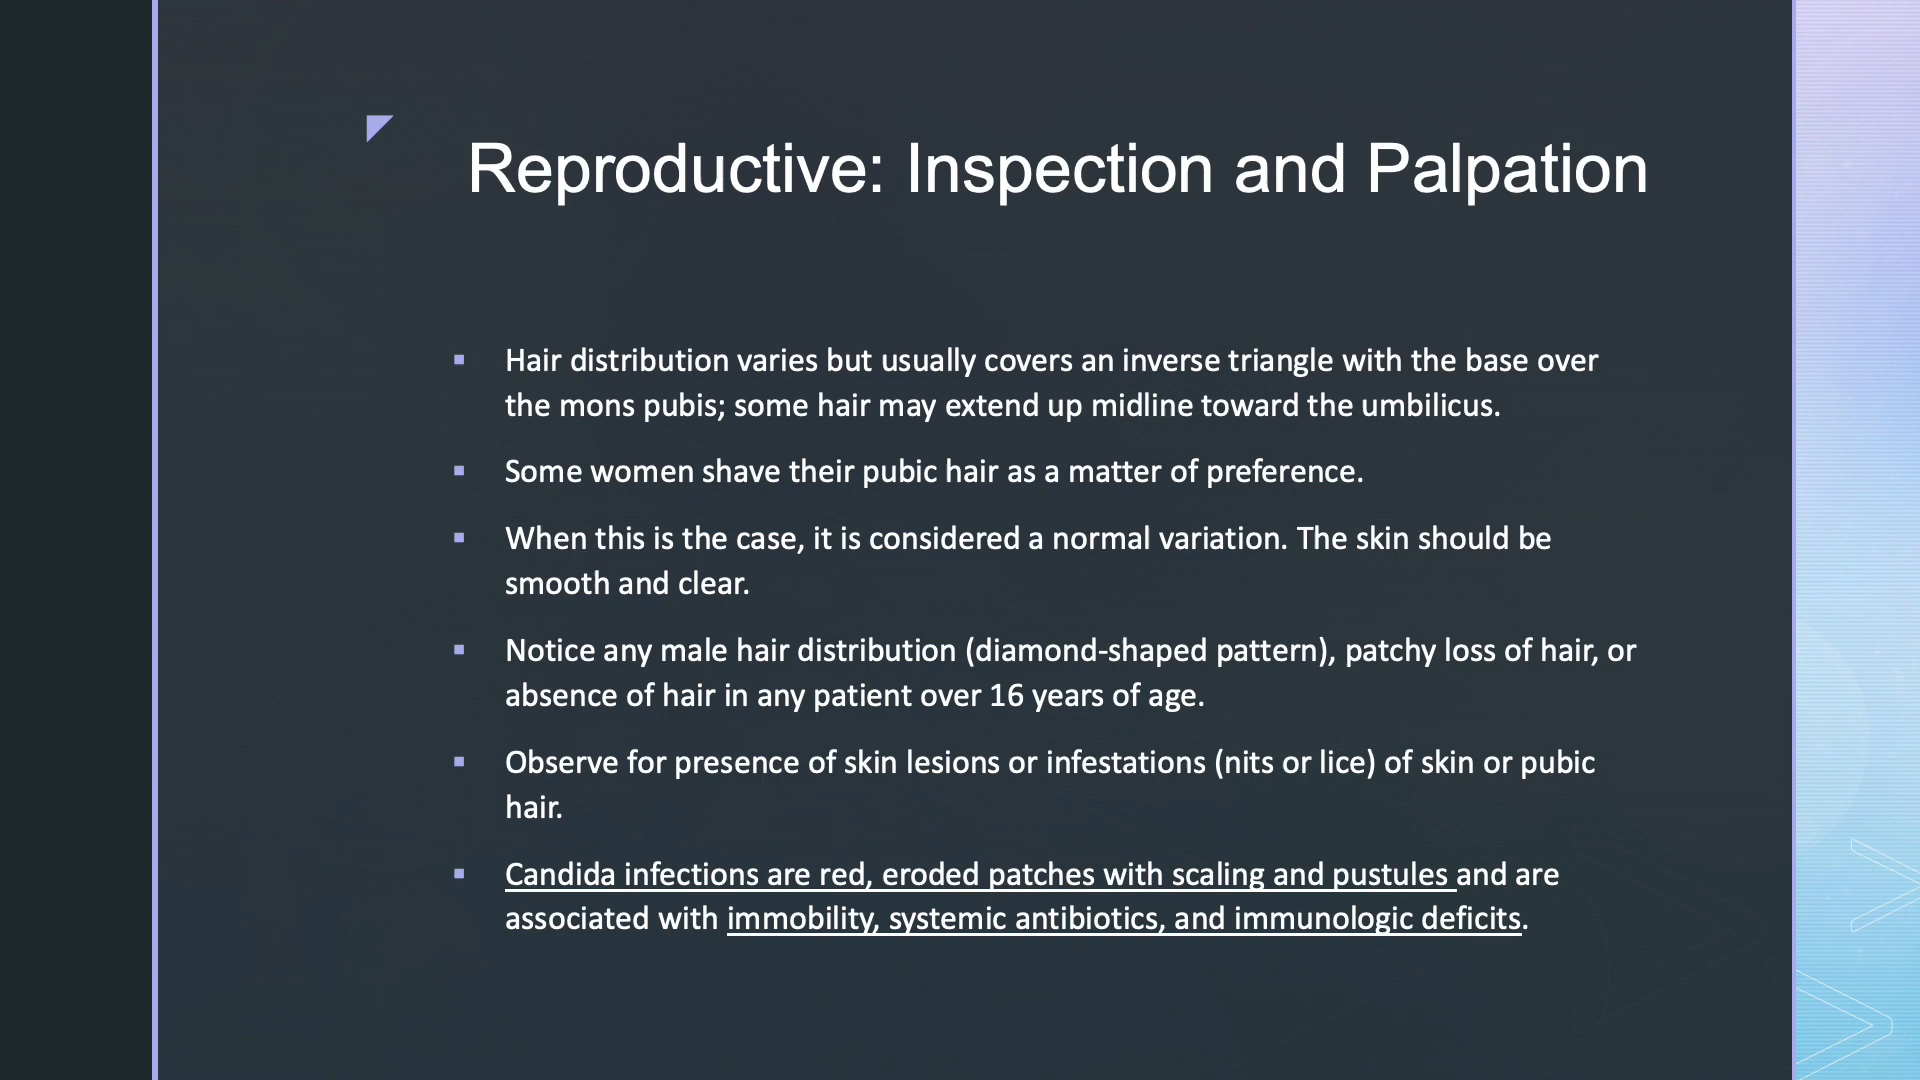 Reproductive: Inspection and Palpation
▪ Hair distribution varies but usually covers an inverse triangle with the base over
the mons pubis; some hair may extend up midline toward the umbilicus.
▪ Some women shave their pubic hair as a matter of preference.
▪ When this is the case, it is considered a normal variation. The skin should be
smooth and clear.
▪ Notice any male hair distribution (diamond-shaped pattern), patchy loss of hair, or
absence of hair in any patient over 16 years of age.
▪ Observe for presence of skin lesions or infestations (nits or lice) of skin or pubic
hair.
▪ Candida infections are red, eroded patches with scaling and pustules and are
associated with immobility, systemic antibiotics, and immunologic deficits.